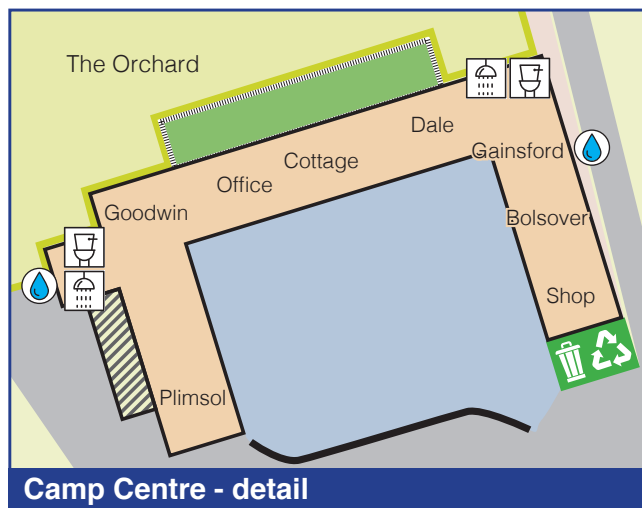 The Orchard
Dale
Cottage
Gainsford
Office
Goodwin
Bolsover
Shop
Plimsol
Camp Centre - detail